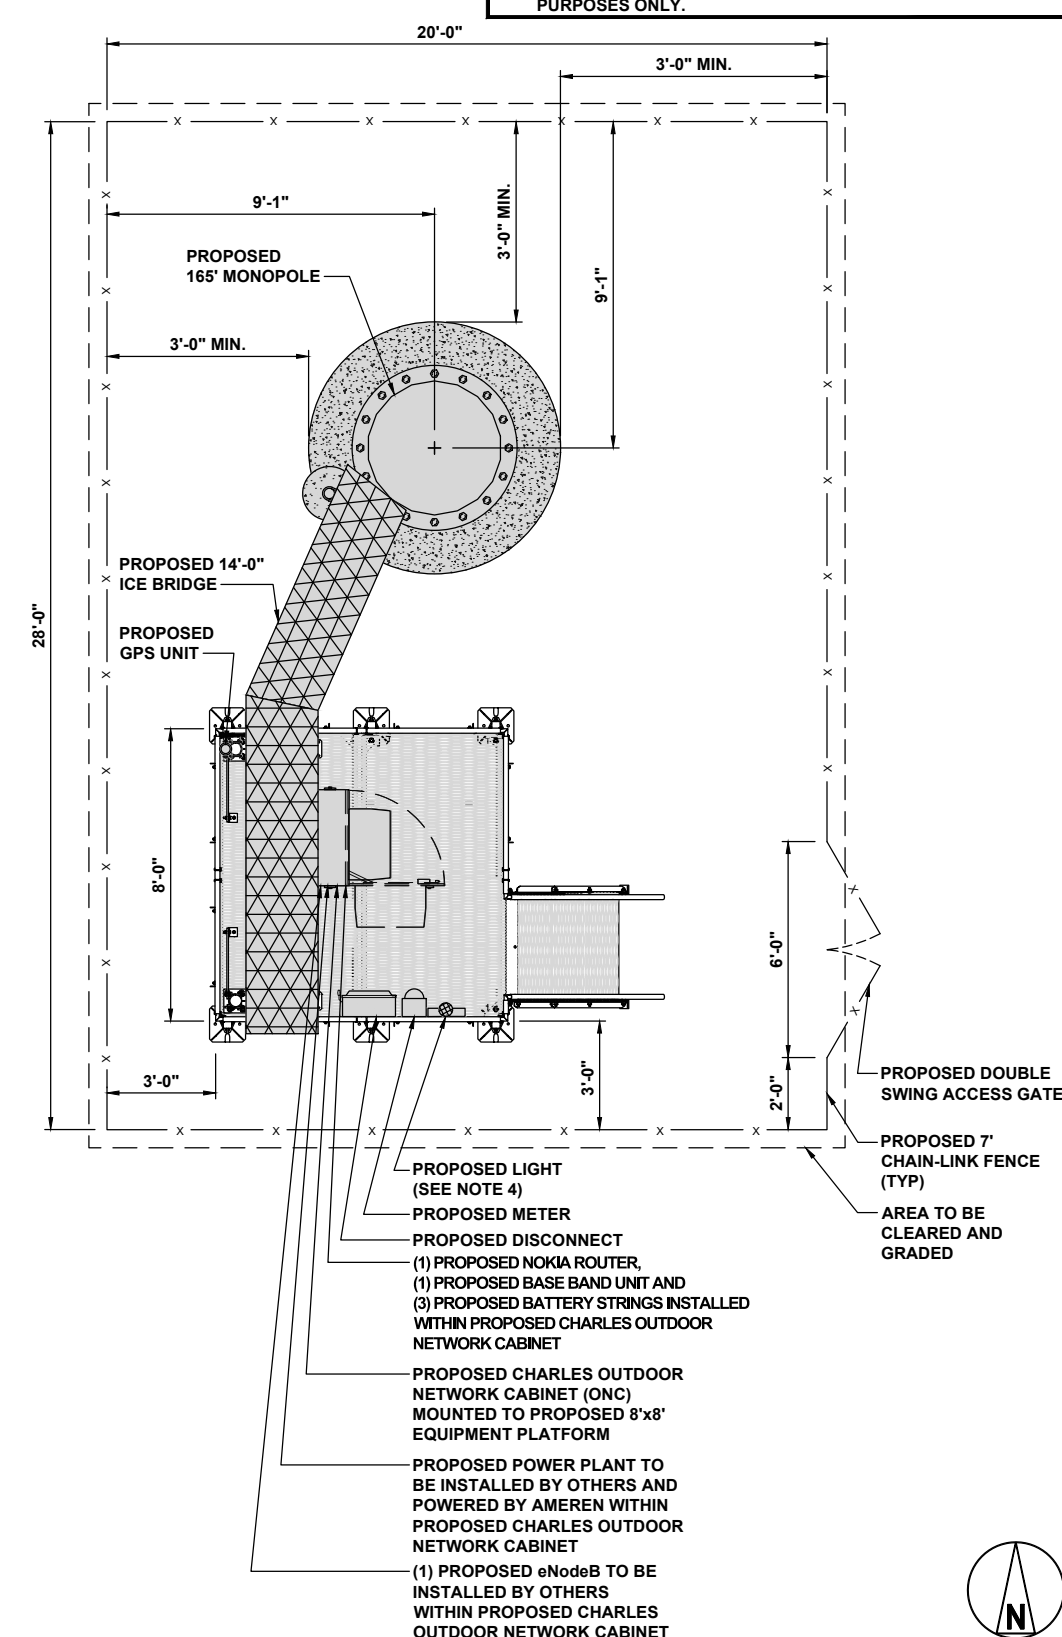 PURPOSES ONLY.
20'-0"
3'-0" MIN.
9'-1"
3'-0" MIN.
9'-1"
PROPOSED
165' MONOPOLE
3'-0" MIN.
28'-0"
PROPOSED 14'-0"
ICE BRIDGE
PROPOSED
GPS UNIT
8'-0"
6'-0"
3'-0"
3'-0"
2'-0"
PROPOSED DOUBLE
SWING ACCESS GATE
PROPOSED 7'
CHAIN-LINK FENCE
(TYP)
AREA TO BE
CLEARED AND
GRADED
PROPOSED LIGHT
(SEE NOTE 4)
PROPOSED METER
PROPOSED DISCONNECT
(1) PROPOSED NOKIA ROUTER,
(1) PROPOSED BASE BAND UNIT AND
(3) PROPOSED BATTERY STRINGS INSTALLED
WITHIN PROPOSED CHARLES OUTDOOR
NETWORK CABINET
PROPOSED CHARLES OUTDOOR
NETWORK CABINET (ONC)
MOUNTED TO PROPOSED 8'x8'
EQUIPMENT PLATFORM
PROPOSED POWER PLANT TO
BE INSTALLED BY OTHERS AND
POWERED BY AMEREN WITHIN
PROPOSED CHARLES OUTDOOR
NETWORK CABINET
(1) PROPOSED eNodeB TO BE
INSTALLED BY OTHERS
WITHIN PROPOSED CHARLES
OUTDOOR NETWORK CABINET
N